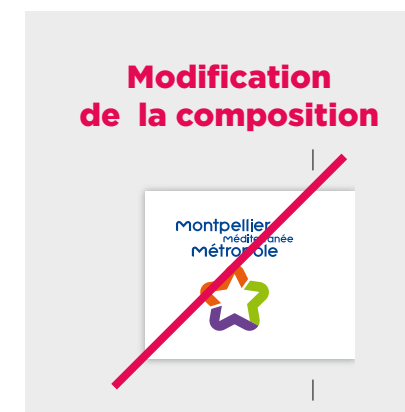 Modification
de la composition
montpellier
méditerranée
métropole